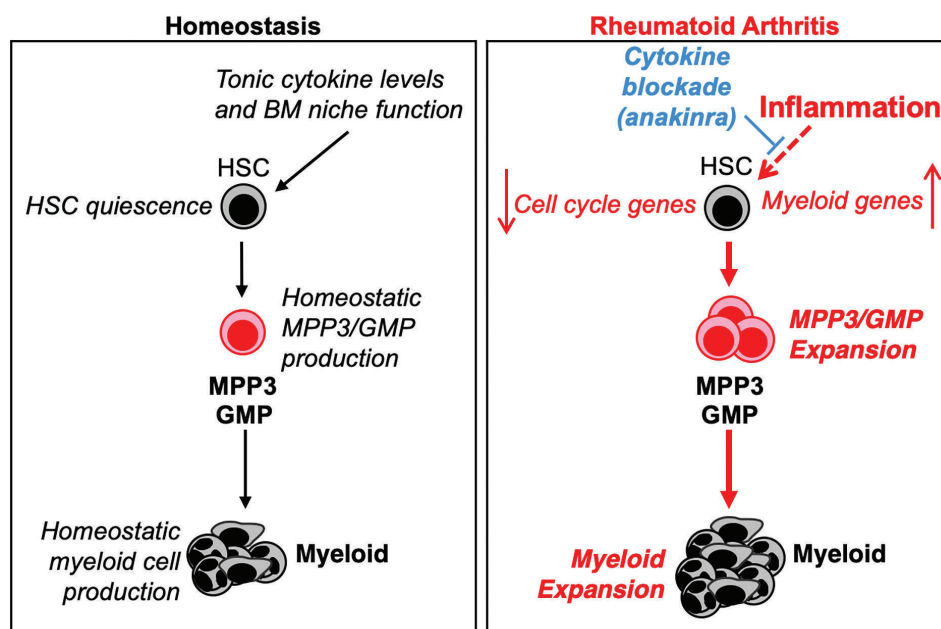 Homeostasis
Tonic cytokine levels
and BM niche function
HSC
HSC quiescence
Homeostatic
MPP3/GMP
production
MPP3
GMP
Homeostatic
myeloid cell
production
Myeloid
Rheumatoid Arthritis
Cytokine
blockade
(anakinra)
Inflammation
HSC
Cell cycle genes
Myeloid genes
MPP3/GMP
Expansion
MPP3
GMP
Myeloid
Expansion
Myeloid